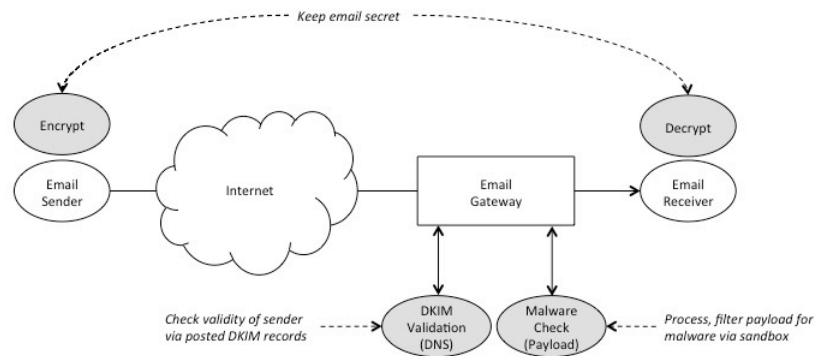 Keep email secret
Encrypt
Decrypt
Email
Sender
Internet
Email
Gateway
Email
Receiver
Check validity of sender
via posted DKIM records
DKIM
Validation
(DNS)
Malware
Check
(Payload)
Process, filter payload for
malware via sandbox